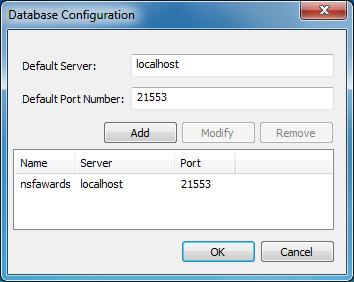 Database Configuration
Default Server: localhost
Default Port Number: 21553
Add Modify Remove
Name Server Port
nsfawards localhost 21553
OK Cancel